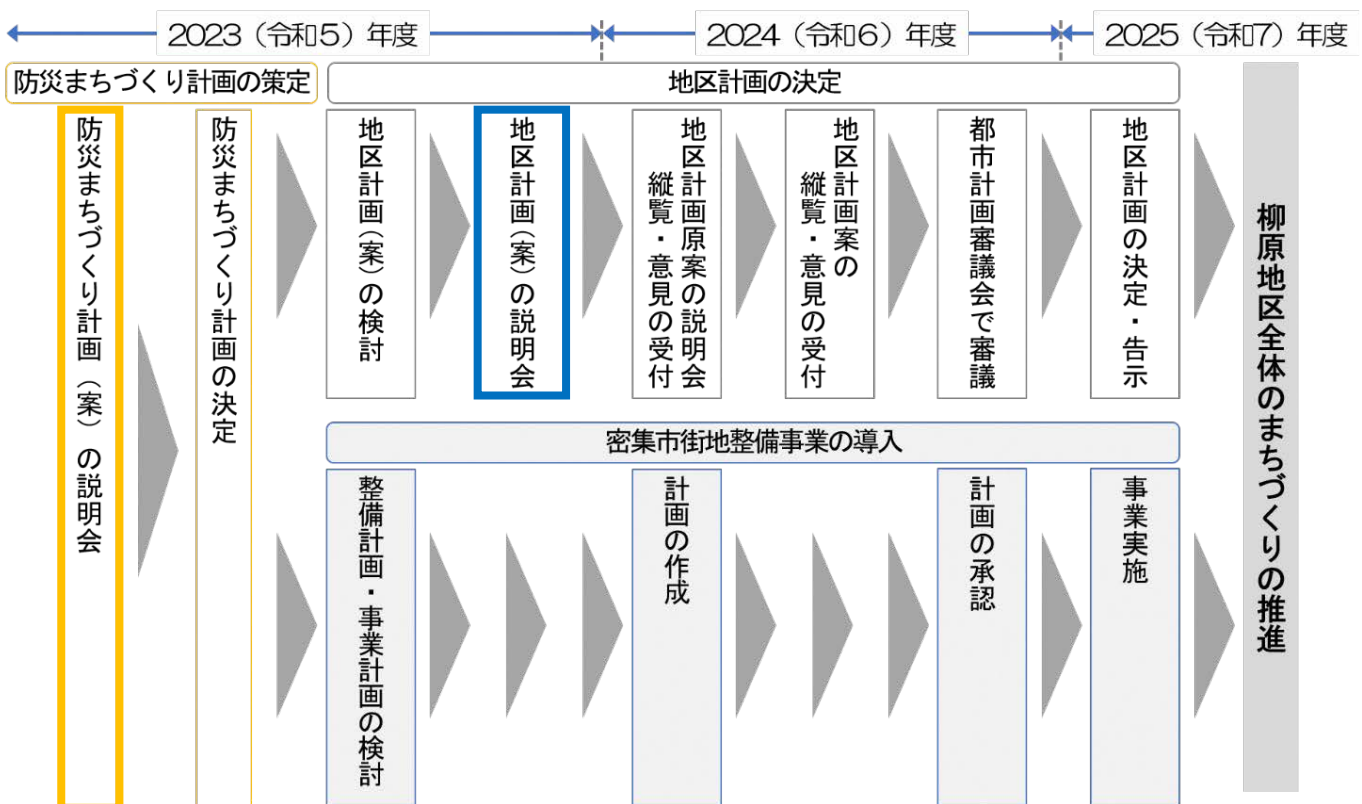 2023（令和5）年度
2024（令和6）年度
2025（令和7）年度
防災まちづくり計画の策定
地区計画の決定
防災まちづくり計画（案）の説明会
防災まちづくり計画の決定
地区計画（案）の検討
地区計画（案）の説明会
地区計画原案の説明会
縦覧・意見の受付
地区計画案の
縦覧・意見の受付
都市計画審議会で審議
地区計画の決定・告示
密集市街地整備事業の導入
整備計画・事業計画の検討
計画の作成
計画の承認
事業実施
柳原地区全体のまちづくりの推進